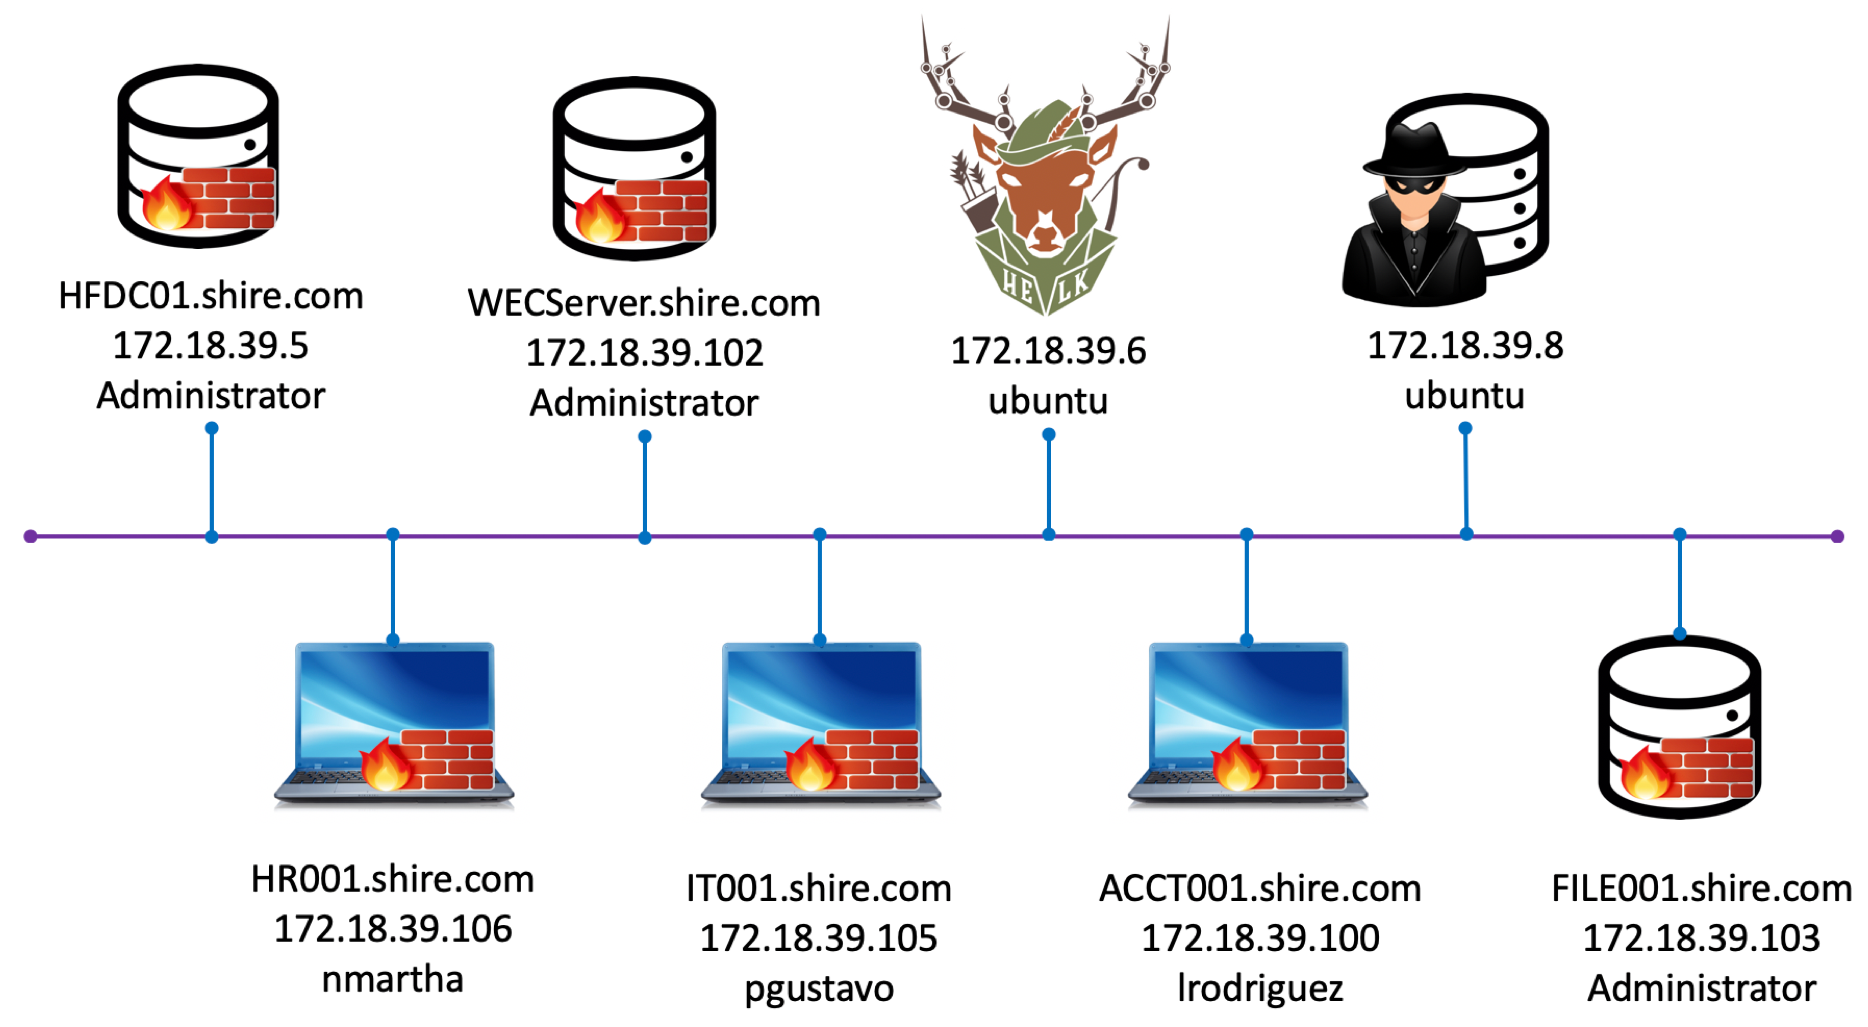 HELK
HFDC01.shire.com
172.18.39.5
Administrator
WECServer.shire.com
172.18.39.102
Administrator
172.18.39.6
ubuntu
172.18.39.8
ubuntu
HR001.shire.com
172.18.39.106
nmartha
IT001.shire.com
172.18.39.105
pgustavo
ACCT001.shire.com
172.18.39.100
lrodriguez
FILE001.shire.com
172.18.39.103
Administrator